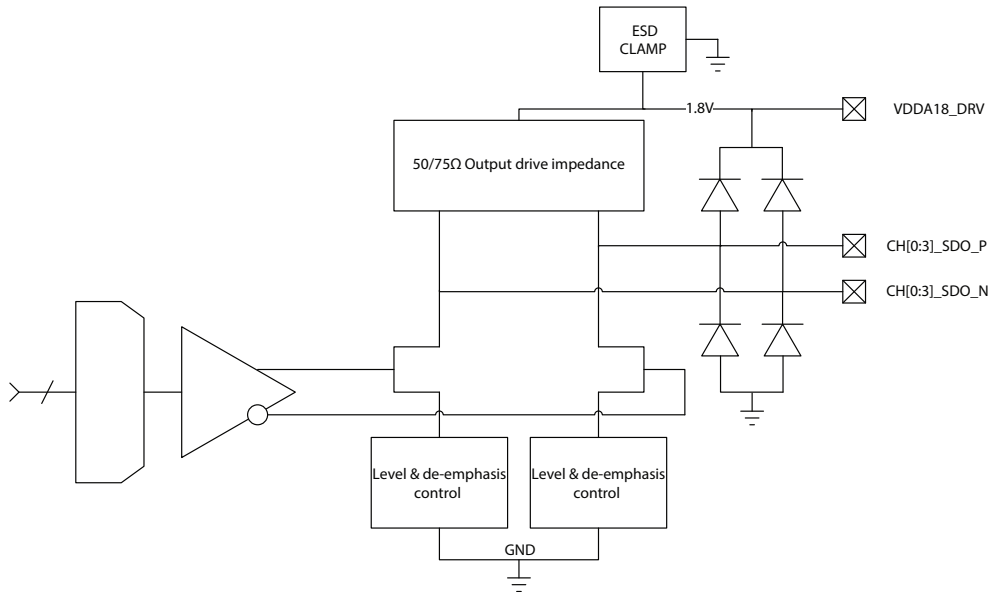 ESD
CLAMP
1.8V
VDDA18_DRV
50/75Ω Output drive impedance
CH[0:3]_SDO_P
CH[0:3]_SDO_N
Level & de-emphasis
control
Level & de-emphasis
control
GND